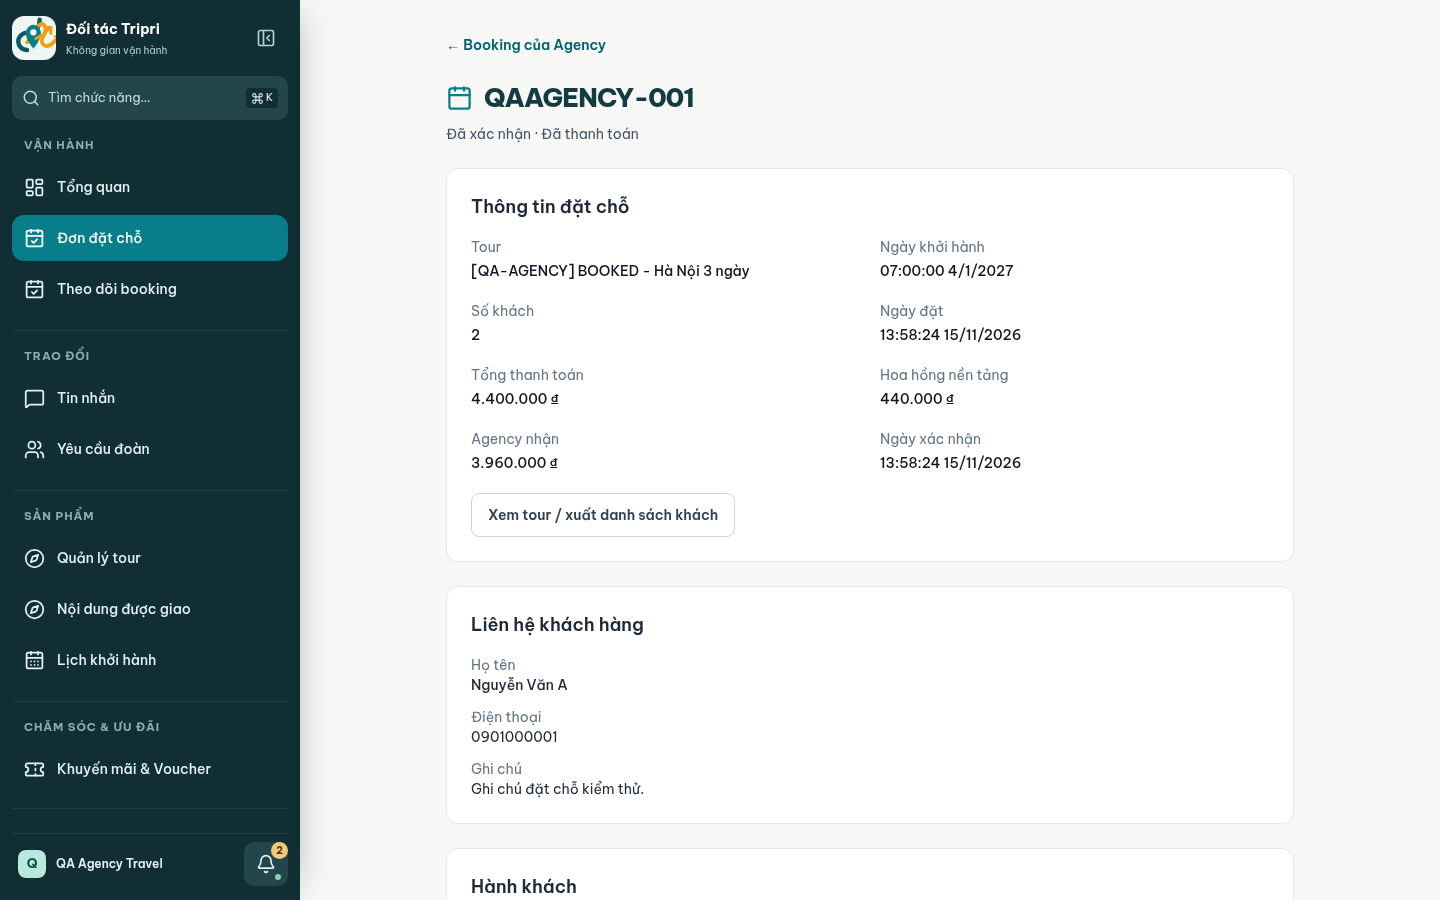 Đối tác Tripri
Không gian vận hành
Tìm chức năng...
⌘K
VẬN HÀNH
Tổng quan
Đơn đặt chỗ
Theo dõi booking
TRAO ĐỔI
Tin nhắn
Yêu cầu đoàn
SẢN PHẨM
Quản lý tour
Nội dung được giao
Lịch khởi hành
CHĂM SÓC & ƯU ĐÃI
Khuyến mãi & Voucher
Q
QA Agency Travel
2
← Booking của Agency
QAAGENCY-001
Đã xác nhận · Đã thanh toán
Thông tin đặt chỗ
Tour
[QA-AGENCY] BOOKED - Hà Nội 3 ngày
Ngày khởi hành
07:00:00 4/1/2027
Số khách
2
Ngày đặt
13:58:24 15/11/2026
Tổng thanh toán
4.400.000 ₫
Hoa hồng nền tảng
440.000 ₫
Agency nhận
3.960.000 ₫
Ngày xác nhận
13:58:24 15/11/2026
Xem tour / xuất danh sách khách
Liên hệ khách hàng
Họ tên
Nguyễn Văn A
Điện thoại
0901000001
Ghi chú
Ghi chú đặt chỗ kiểm thử.
Hành khách